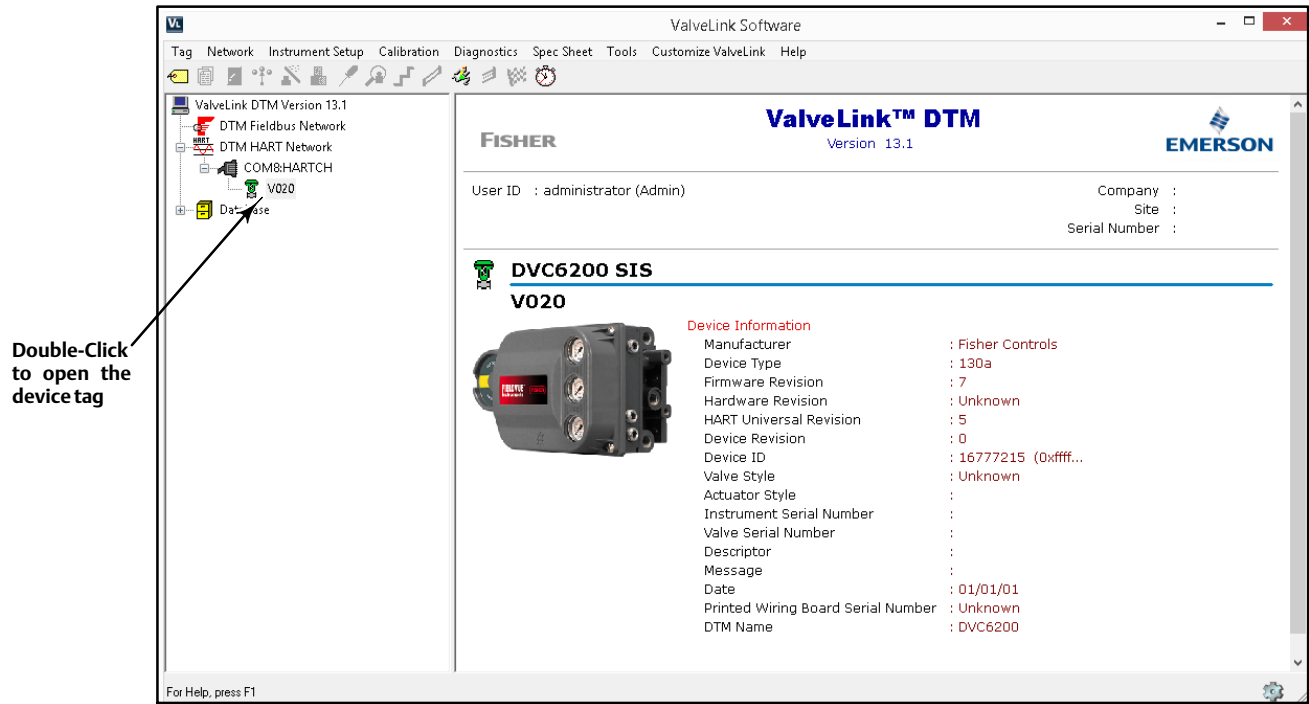 VL
ValveLink Software
Tag Network Instrument Setup Calibration Diagnostics Spec Sheet Tools Customize ValveLink Help
ValveLink DTM Version 13.1
DTM Fieldbus Network
HART
DTM HART Network
COM8:HARTCH
V020
Double-Click
to open the
device tag
FISHER
ValveLink™ DTM
Version 13.1
EMERSON
User ID : administrator (Admin)
Company :
Site :
Serial Number :
DVC6200 SIS
V020
FIELDVUE
Device Information
Manufacturer : Fisher Controls
Device Type : 130a
Firmware Revision : 7
Hardware Revision : Unknown
HART Universal Revision : 5
Device Revision : 0
Device ID : 16777215 (0xffff...
Valve Style : Unknown
Actuator Style :
Instrument Serial Number :
Valve Serial Number :
Descriptor :
Message :
Date : 01/01/01
Printed Wiring Board Serial Number : Unknown
DTM Name : DVC6200
For Help, press F1